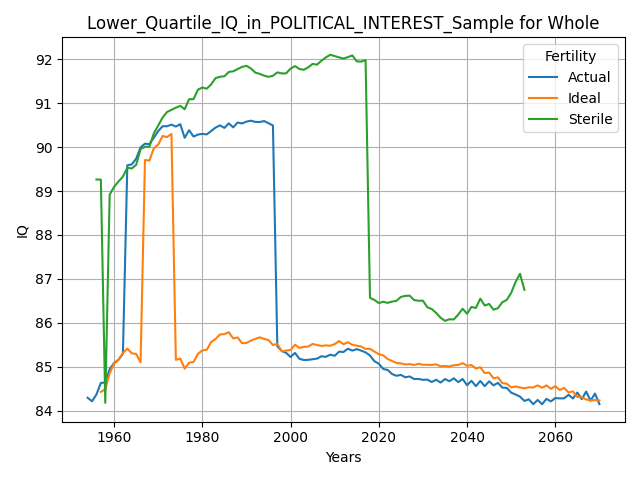 Lower_Quartile_IQ_in_POLITICAL_INTEREST_Sample for Whole
Fertility
Actual
Ideal
Sterile
IQ
92
91
90
89
88
87
86
85
84
1960
1980
2000
2020
2040
2060
Years